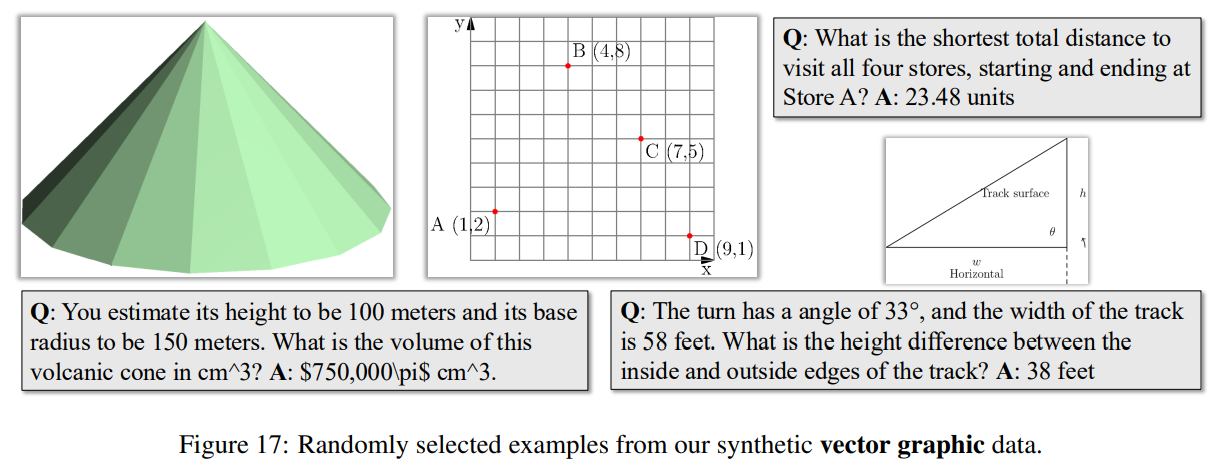 y
B (4,8)
C (7,5)
A (1,2)
D (9,1)
x
Q: What is the shortest total distance to
visit all four stores, starting and ending at
Store A? A: 23.48 units
Track surface
h
θ
w
Horizontal
Q: You estimate its height to be 100 meters and its base
radius to be 150 meters. What is the volume of this
volcanic cone in cm^3? A: $750,000\pi$ cm^3.
Q: The turn has a angle of 33°, and the width of the track
is 58 feet. What is the height difference between the
inside and outside edges of the track? A: 38 feet
Figure 17: Randomly selected examples from our synthetic vector graphic data.